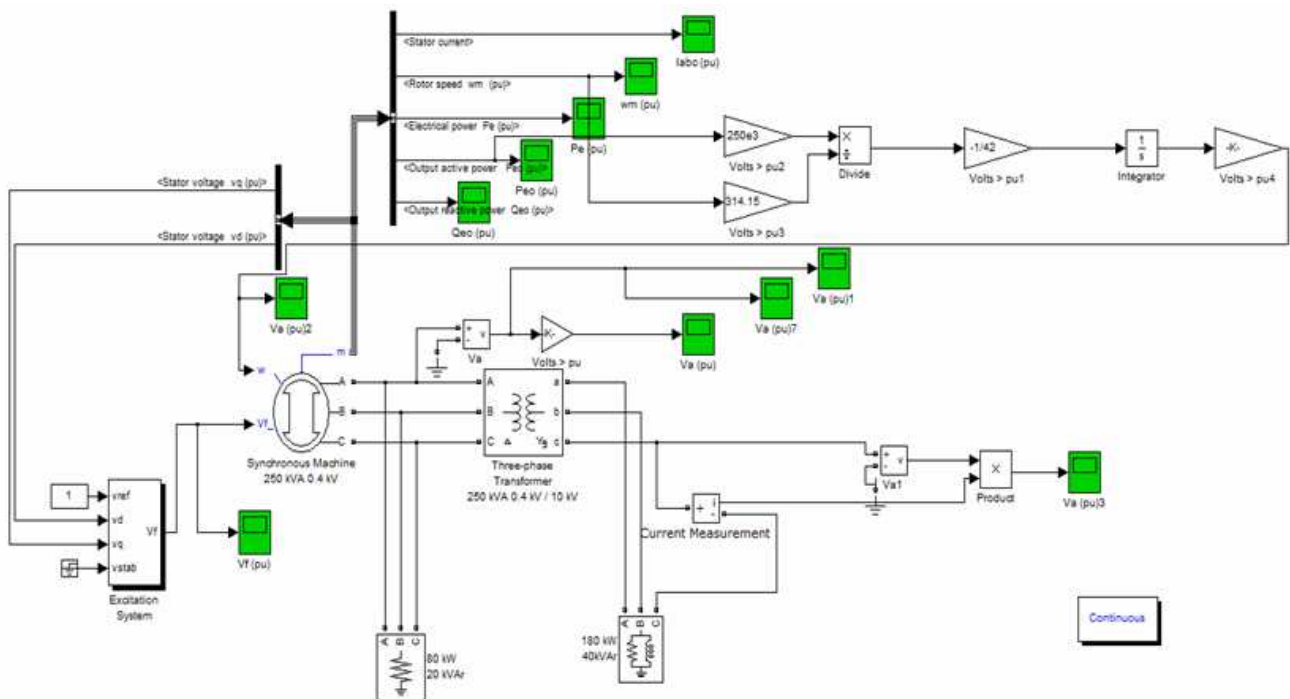 <Stator current>
Iabc (pu)
<Rotor speed wm (pu)>
wm (pu)
<Electrical power Pe (pu)>
Pe (pu)
250e3
Volts > pu2
×
÷
Divide
-1/42
Volts > pu1
1
s
Integrator
-K-
Volts > pu4
<Output active power Peo (pu)>
Peo (pu)
314.15
Volts > pu3
<Stator voltage vq (pu)>
<Output reactive power Qeo (pu)>
Qeo (pu)
<Stator voltage vd (pu)>
Va (pu)2
Va (pu)1
Va (pu)7
+
-
v
Va
-K-
Volts > pu
Va (pu)
m
w
Vf_
A
B
C
Synchronous Machine
250 kVA 0.4 kV
A
B
C
a
b
c
Δ
Yg
Three-phase
Transformer
250 kVA 0.4 kV / 10 kV
+
-
v
Va1
×
Product
Va (pu)3
+
i
-
Current Measurement
1
vref
vd
vq
vstab
Vf
Excitation
System
Vf (pu)
A
B
C
80 kW
20 kVAr
A
B
C
180 kW
40kVAr
Continuous